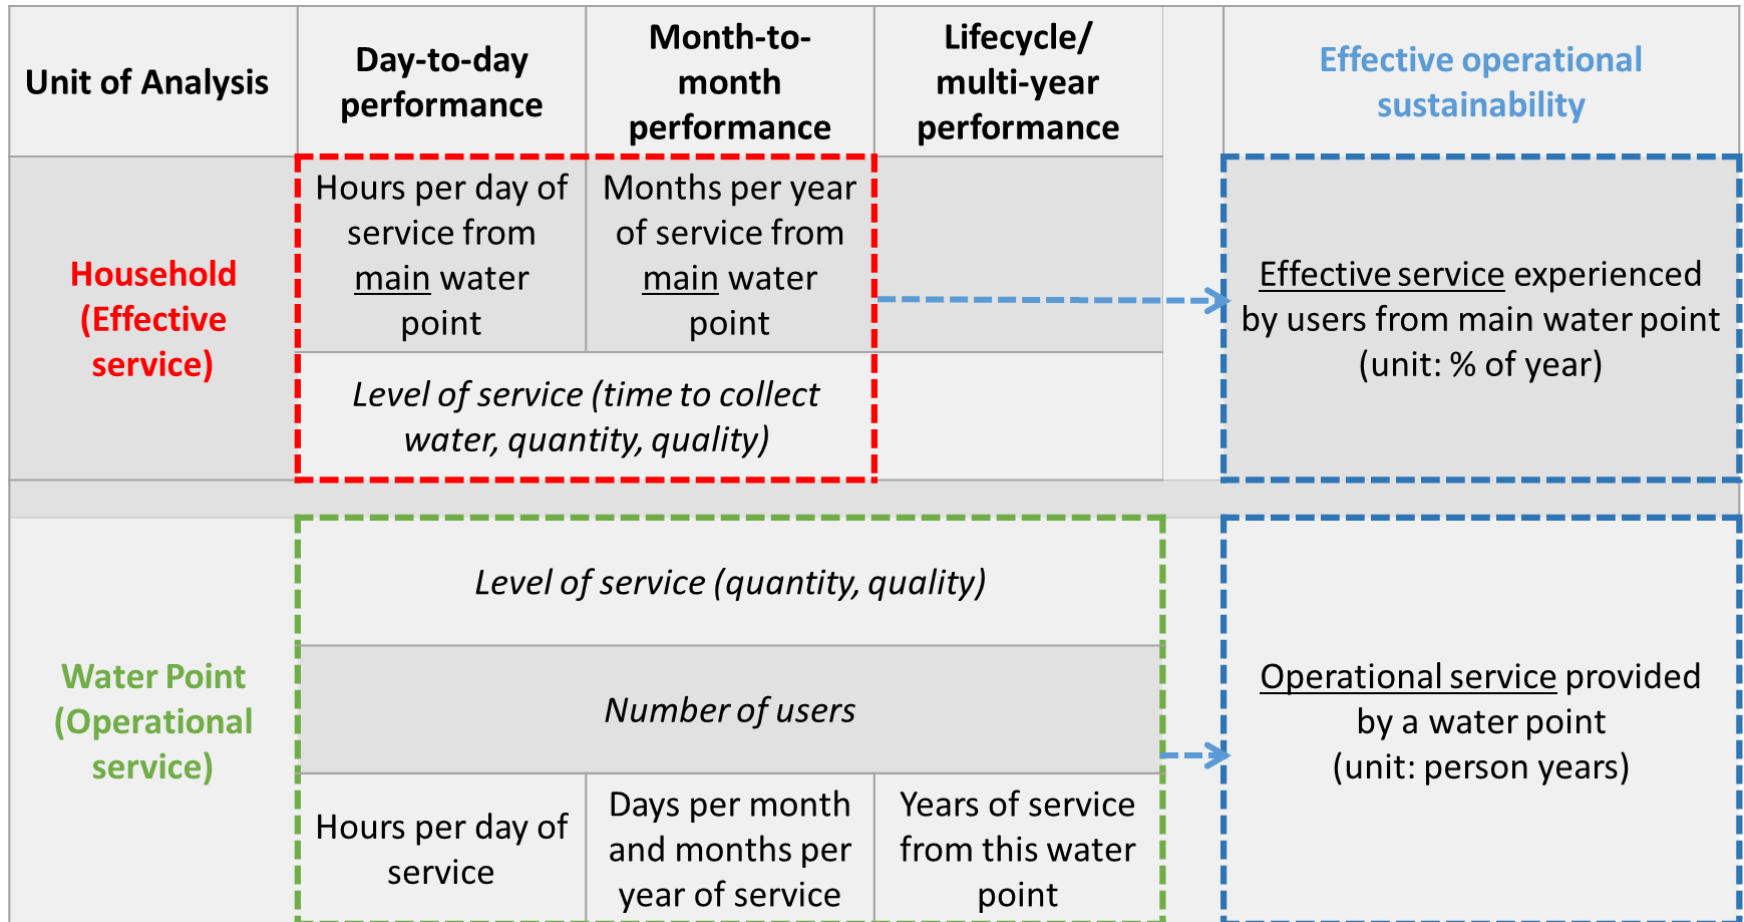 Unit of Analysis
Day-to-day
performance
Month-to-
month
performance
Lifecycle/
multi-year
performance
Effective operational
sustainability
Household
(Effective
service)
Hours per day of
service from
main water
point
Months per year
of service from
main water
point
Effective service experienced
by users from main water point
(unit: % of year)
Level of service (time to collect
water, quantity, quality)
Water Point
(Operational
service)
Level of service (quantity, quality)
Number of users
Hours per day of
service
Days per month
and months per
year of service
Years of service
from this water
point
Operational service provided
by a water point
(unit: person years)